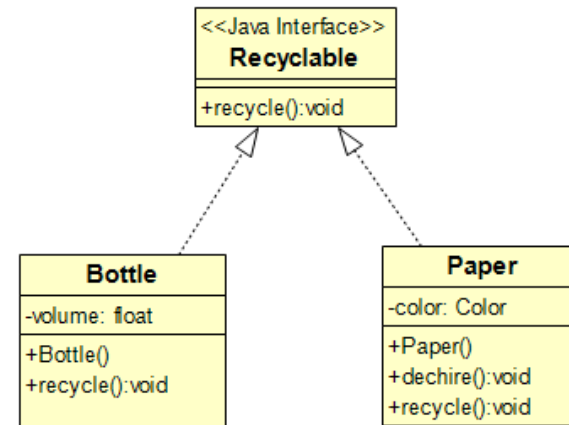 <<Java Interface>>
Recyclable
+recycle():void
Bottle
-volume: float
+Bottle()
+recycle():void
Paper
-color: Color
+Paper()
+dechire():void
+recycle():void